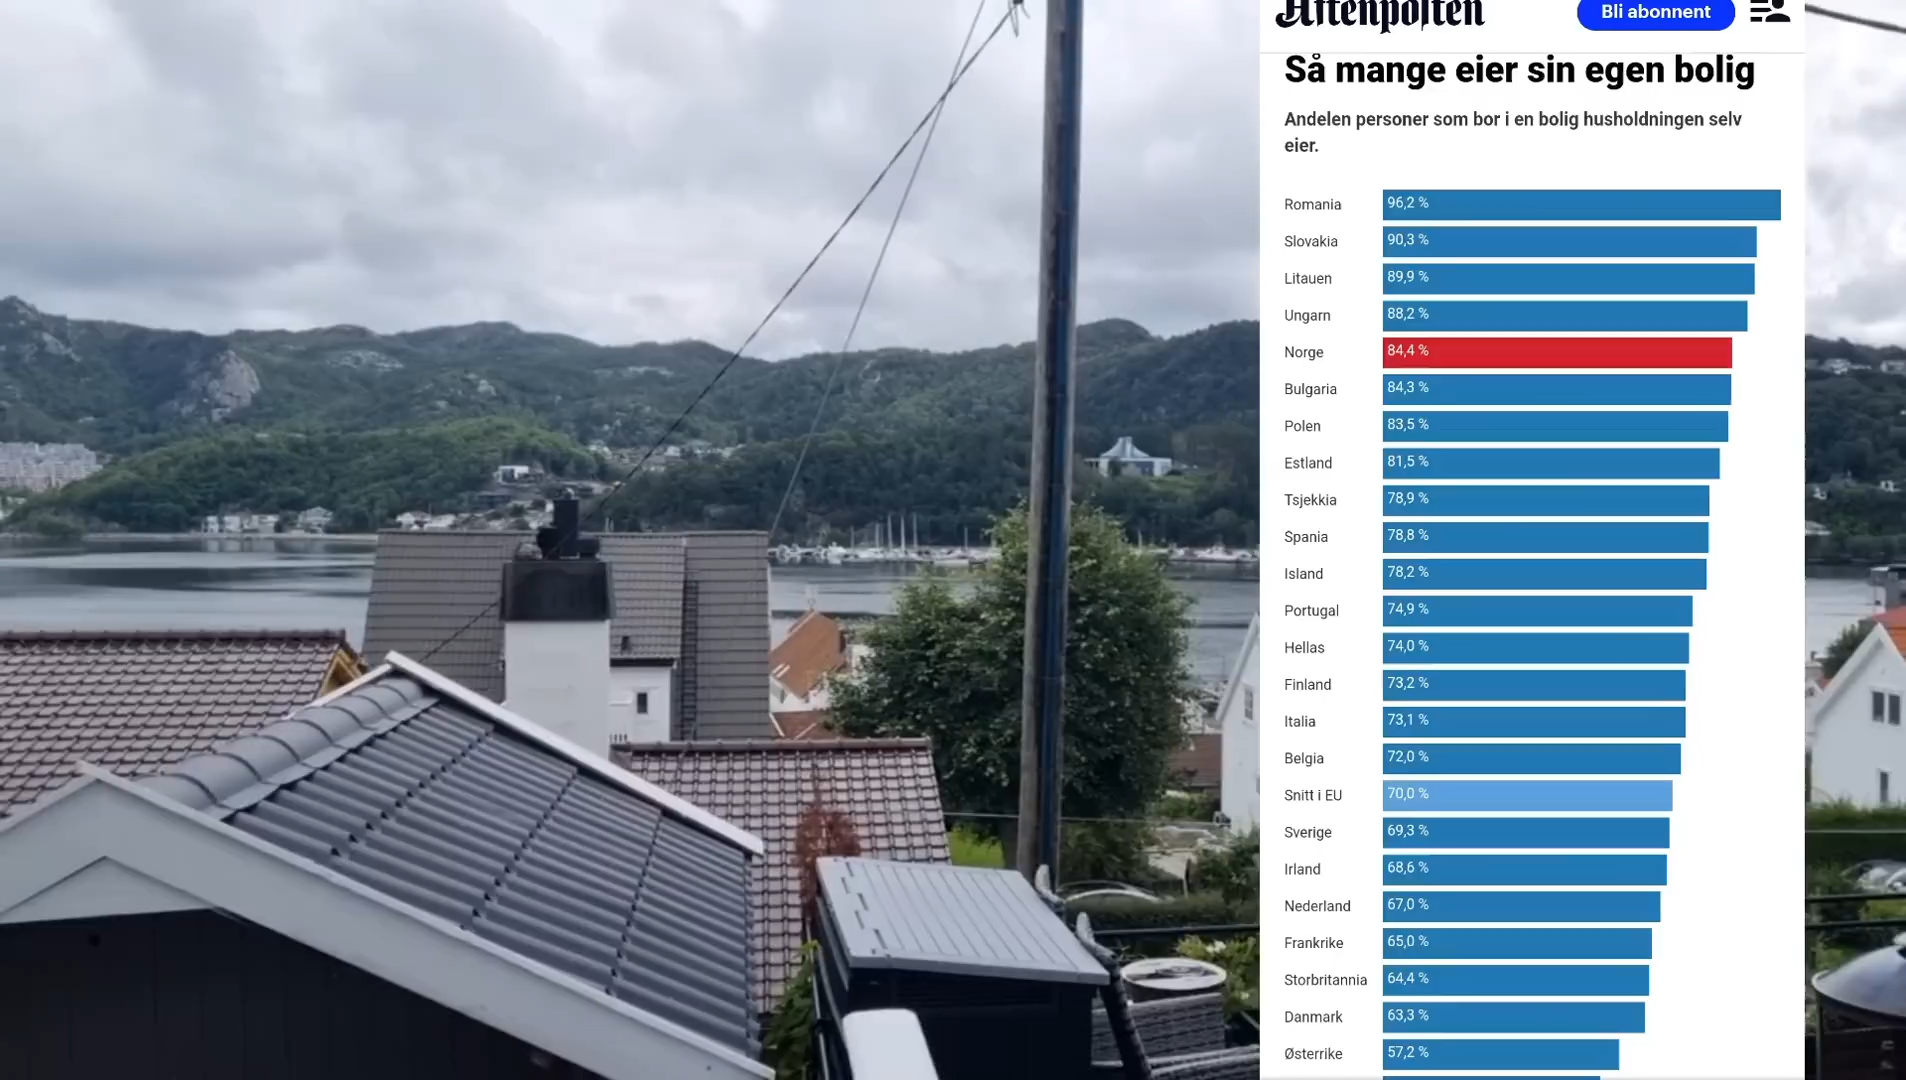 Aftenposten
Bli abonnent
Så mange eier sin egen bolig
Andelen personer som bor i en bolig husholdningen selv
eier.
Romania 96,2 %
Slovakia 90,3 %
Litauen 89,9 %
Ungarn 88,2 %
Norge 84,4 %
Bulgaria 84,3 %
Polen 83,5 %
Estland 81,5 %
Tsjekkia 78,9 %
Spania 78,8 %
Island 78,2 %
Portugal 74,9 %
Hellas 74,0 %
Finland 73,2 %
Italia 73,1 %
Belgia 72,0 %
Snitt i EU 70,0 %
Sverige 69,3 %
Irland 68,6 %
Nederland 67,0 %
Frankrike 65,0 %
Storbritannia 64,4 %
Danmark 63,3 %
Østerrike 57,2 %